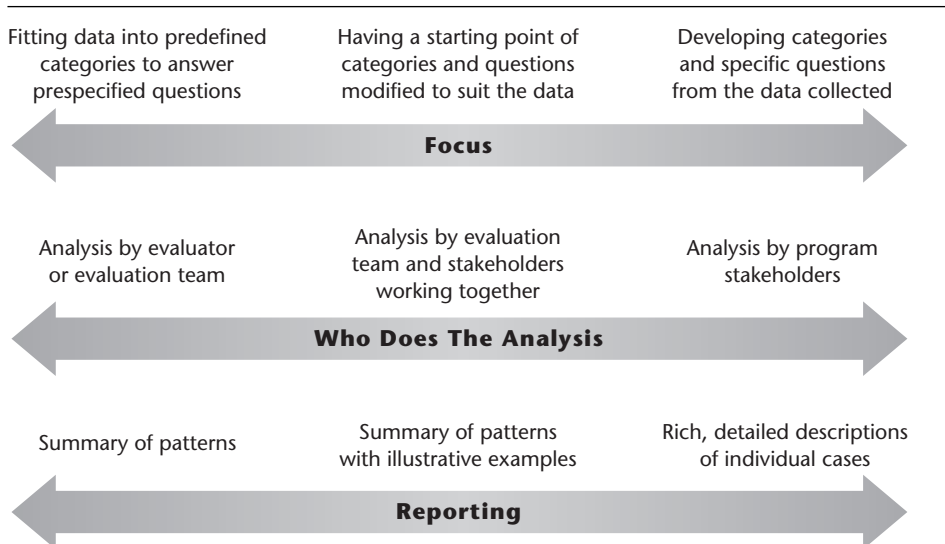 Fitting data into predefined
categories to answer
prespecified questions
Having a starting point of
categories and questions
modified to suit the data
Developing categories
and specific questions
from the data collected
Focus
Analysis by evaluator
or evaluation team
Analysis by evaluation
team and stakeholders
working together
Analysis by program
stakeholders
Who Does The Analysis
Summary of patterns
Summary of patterns
with illustrative examples
Rich, detailed descriptions
of individual cases
Reporting